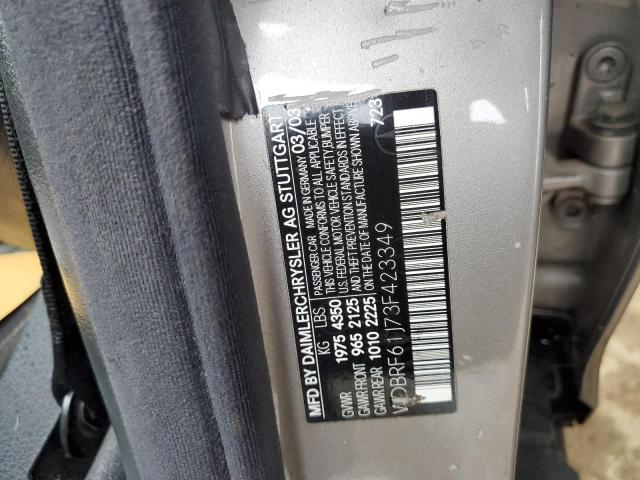 MFD BY DAIMLERCHRYSLER AG STUTTGART 03/03
PASSENGER CAR MADE IN GERMANY
KG LBS THIS VEHICLE CONFORMS TO ALL APPLICABLE
GVWR 1975 4350 U.S. FEDERAL MOTOR VEHICLE SAFETY, BUMPER
GAWR FRONT 965 2125 AND THEFT PREVENTION STANDARDS IN EFFECT
GAWR REAR 1010 2225 ON THE DATE OF MANUFACTURE SHOWN ABOVE
723
WDBRF61J73F423349